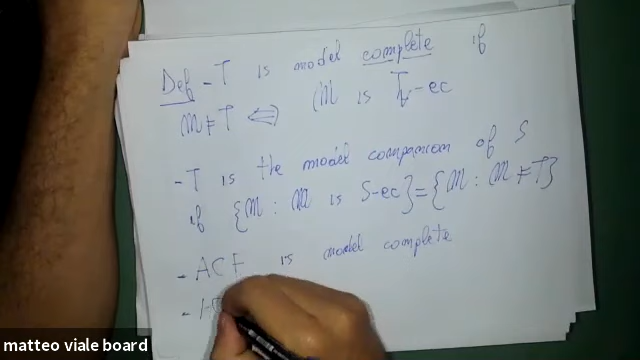 Def - T is model complete if
M ⊨ T ⟺ M is T∀-ec
- T is the model companion of S
if {M : M is S-ec} = {M : M ⊨ T}
- ACF is model complete
-
matteo viale board